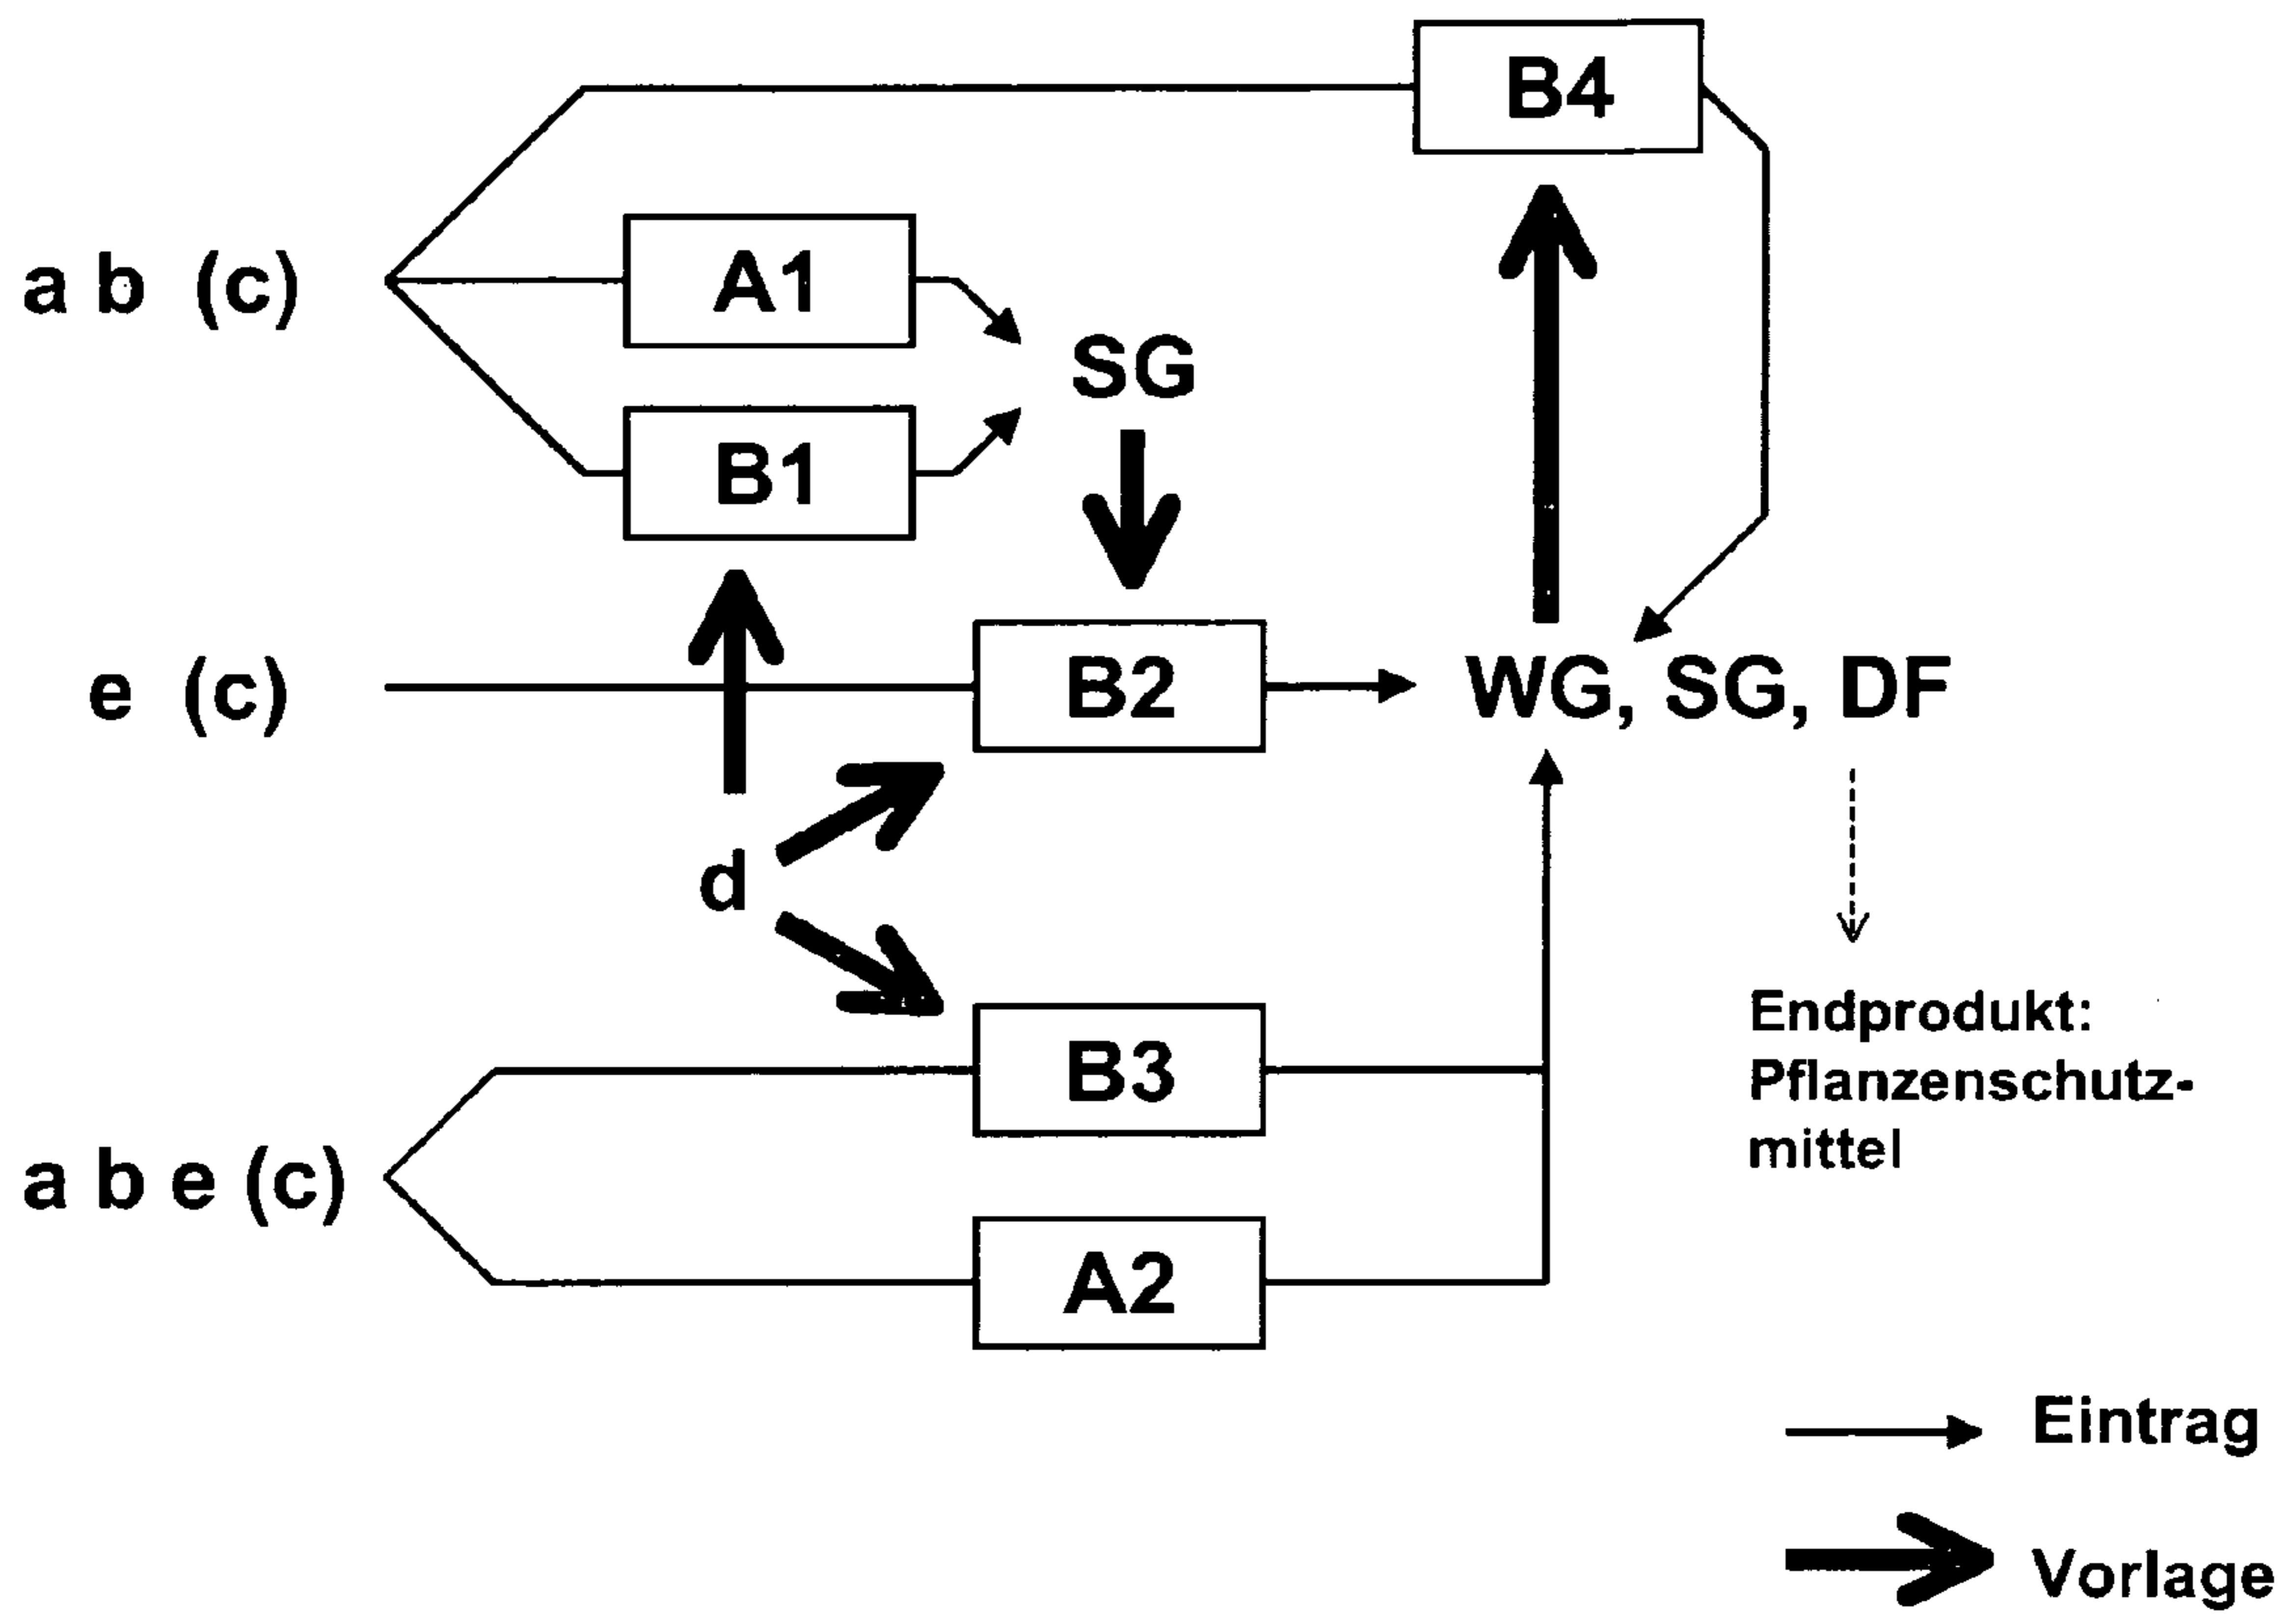 B4
a b (c)
A1
SG
B1
e (c)
B2
WG, SG, DF
d
Endprodukt:
Pflanzenschutz-
mittel
B3
a b e (c)
A2
Eintrag
Vorlage